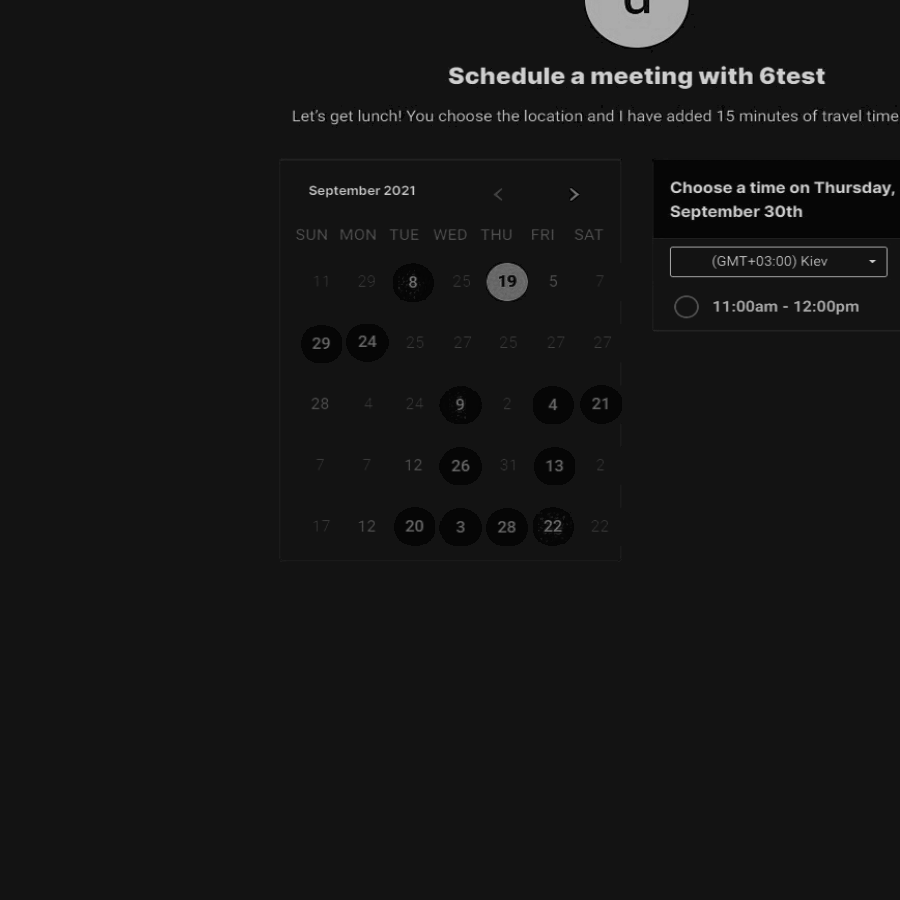 d
Schedule a meeting with 6test
Let's get lunch! You choose the location and I have added 15 minutes of travel time
September 2021
SUN MON TUE WED THU FRI SAT
11 29 8 25 19 5 7
29 24 25 27 25 27 27
28 4 24 9 2 4 21
7 7 12 26 31 13 2
17 12 20 3 28 22 22
Choose a time on Thursday,
September 30th
(GMT+03:00) Kiev
11:00am - 12:00pm